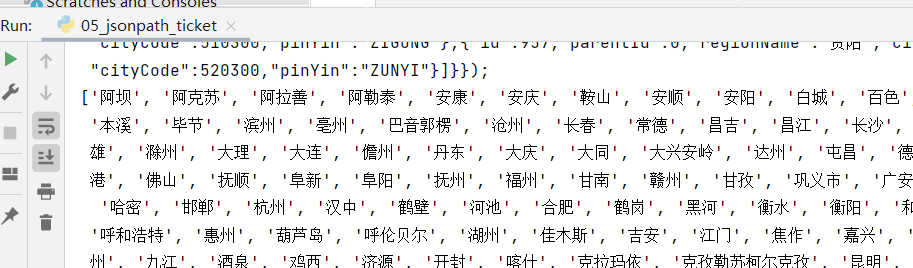 Scratches and Consoles
Run: 05_jsonpath_ticket ×
"cityCode":510300,"pinYin":"ZIGONG"},{"id":957,"parentId":0,"regionName":"贵阳","c
"cityCode":520300,"pinYin":"ZUNYI"}]}});
['阿坝', '阿克苏', '阿拉善', '阿勒泰', '安康', '安庆', '鞍山', '安顺', '安阳', '白城', '百色'
'本溪', '毕节', '滨州', '亳州', '巴音郭楞', '沧州', '长春', '常德', '昌吉', '昌江', '长沙',
雄', '滁州', '大理', '大连', '儋州', '丹东', '大庆', '大同', '大兴安岭', '达州', '屯昌', '德
港', '佛山', '抚顺', '阜新', '阜阳', '抚州', '福州', '甘南', '赣州', '甘孜', '巩义市', '广安
'哈密', '邯郸', '杭州', '汉中', '鹤壁', '河池', '合肥', '鹤岗', '黑河', '衡水', '衡阳', '和
'呼和浩特', '惠州', '葫芦岛', '呼伦贝尔', '湖州', '佳木斯', '吉安', '江门', '焦作', '嘉兴', '
州', '九江', '酒泉', '鸡西', '济源', '开封', '喀什', '克拉玛依', '克孜勒苏柯尔克孜', '昆明',